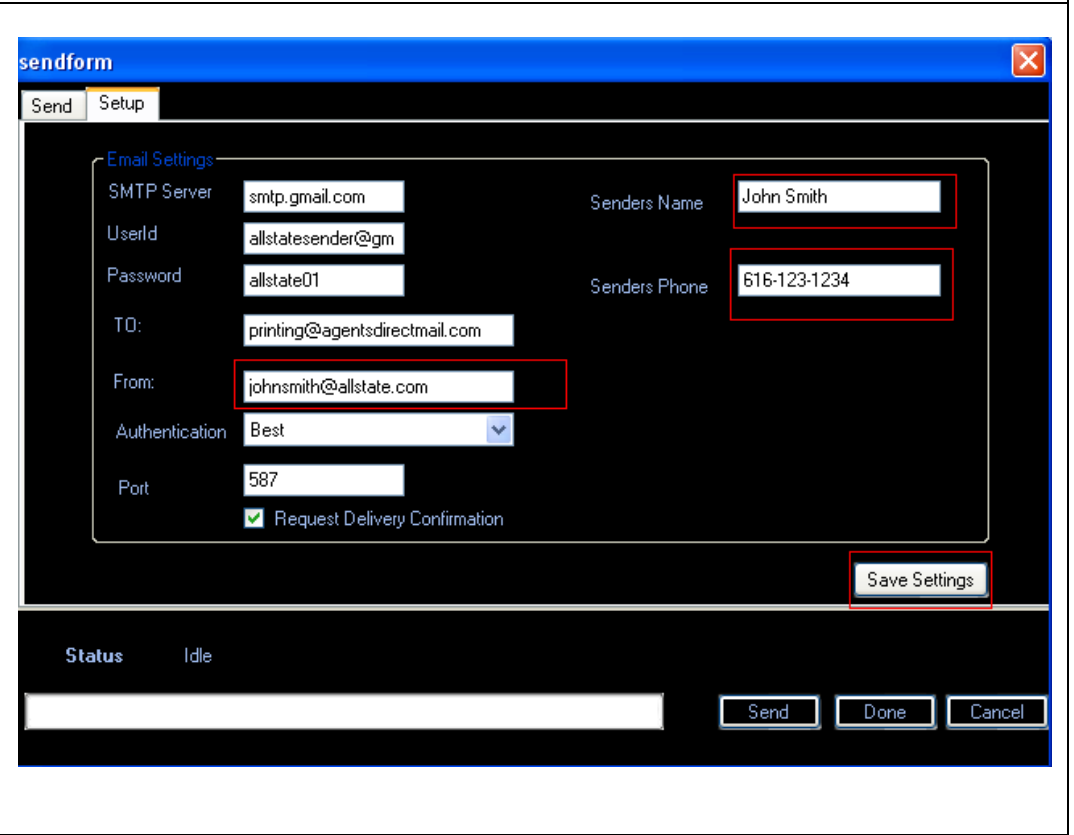 sendform
Send Setup
Email Settings
SMTP Server smtp.gmail.com
Senders Name John Smith
UserId allstatesender@gm
Password allstate01
Senders Phone 616-123-1234
TO: printing@agentsdirectmail.com
From: johnsmith@allstate.com
Authentication Best
Port 587
Request Delivery Confirmation
Save Settings
Status Idle
Send Done Cancel